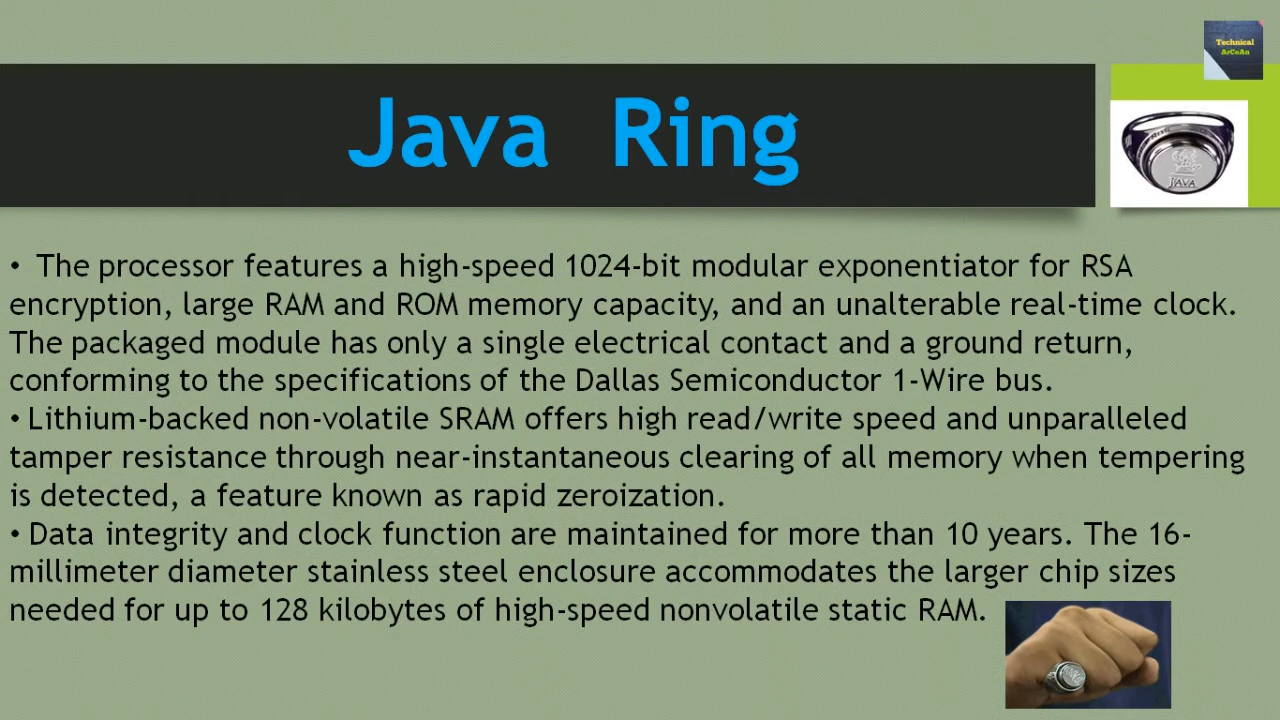 Technical
ArCoAn
Java Ring
JAVA
• The processor features a high-speed 1024-bit modular exponentiator for RSA
encryption, large RAM and ROM memory capacity, and an unalterable real-time clock.
The packaged module has only a single electrical contact and a ground return,
conforming to the specifications of the Dallas Semiconductor 1-Wire bus.
• Lithium-backed non-volatile SRAM offers high read/write speed and unparalleled
tamper resistance through near-instantaneous clearing of all memory when tempering
is detected, a feature known as rapid zeroization.
• Data integrity and clock function are maintained for more than 10 years. The 16-
millimeter diameter stainless steel enclosure accommodates the larger chip sizes
needed for up to 128 kilobytes of high-speed nonvolatile static RAM.